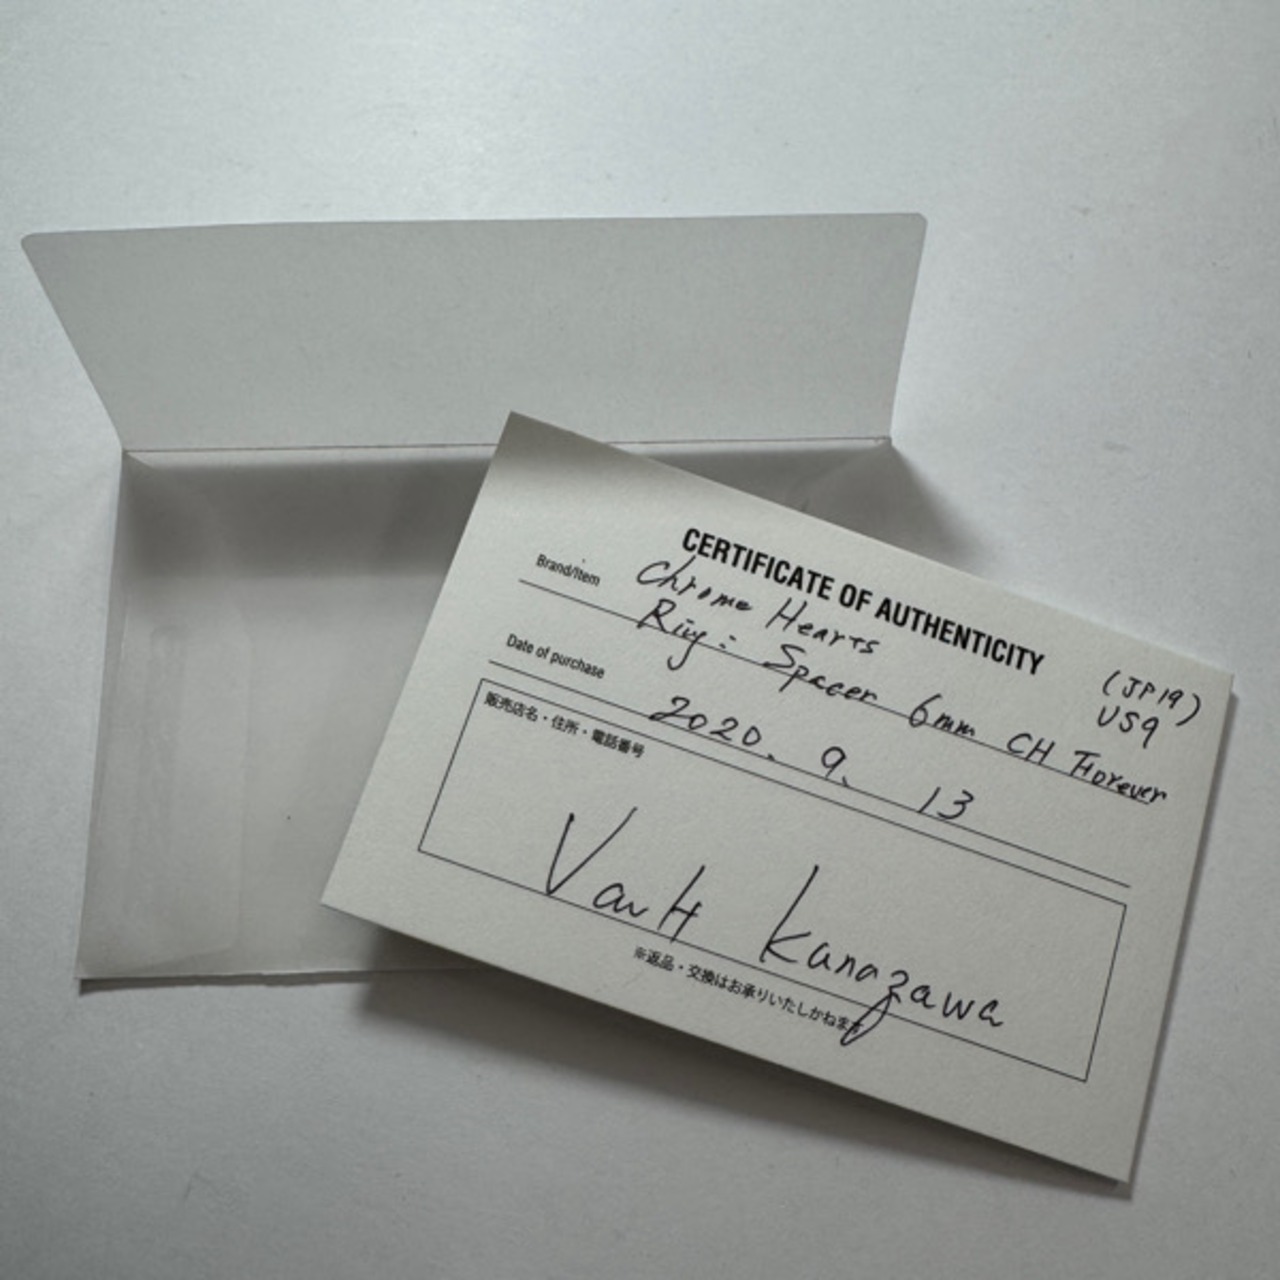 CERTIFICATE OF AUTHENTICITY
Brand/Item Chrome Hearts
Ring: Spacer 6mm CH Forever
(JP19)
US9
Date of purchase 2020. 9. 13
販売店名・住所・電話番号
Vault Kanazawa
※返品・交換はお承りいたしかねます